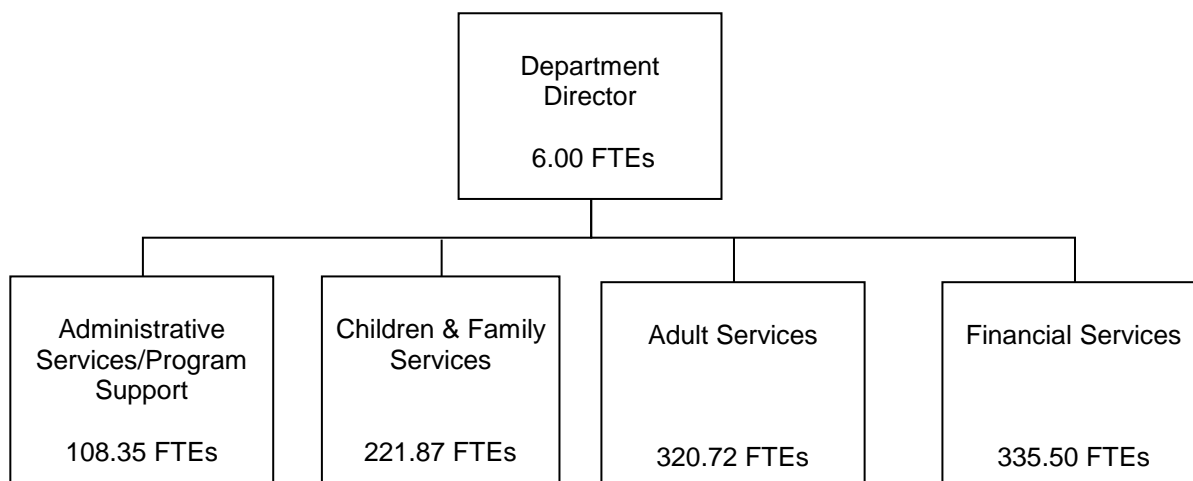 Department
Director
6.00 FTEs
Administrative
Services/Program
Support
108.35 FTEs
Children & Family
Services
221.87 FTEs
Adult Services
320.72 FTEs
Financial Services
335.50 FTEs